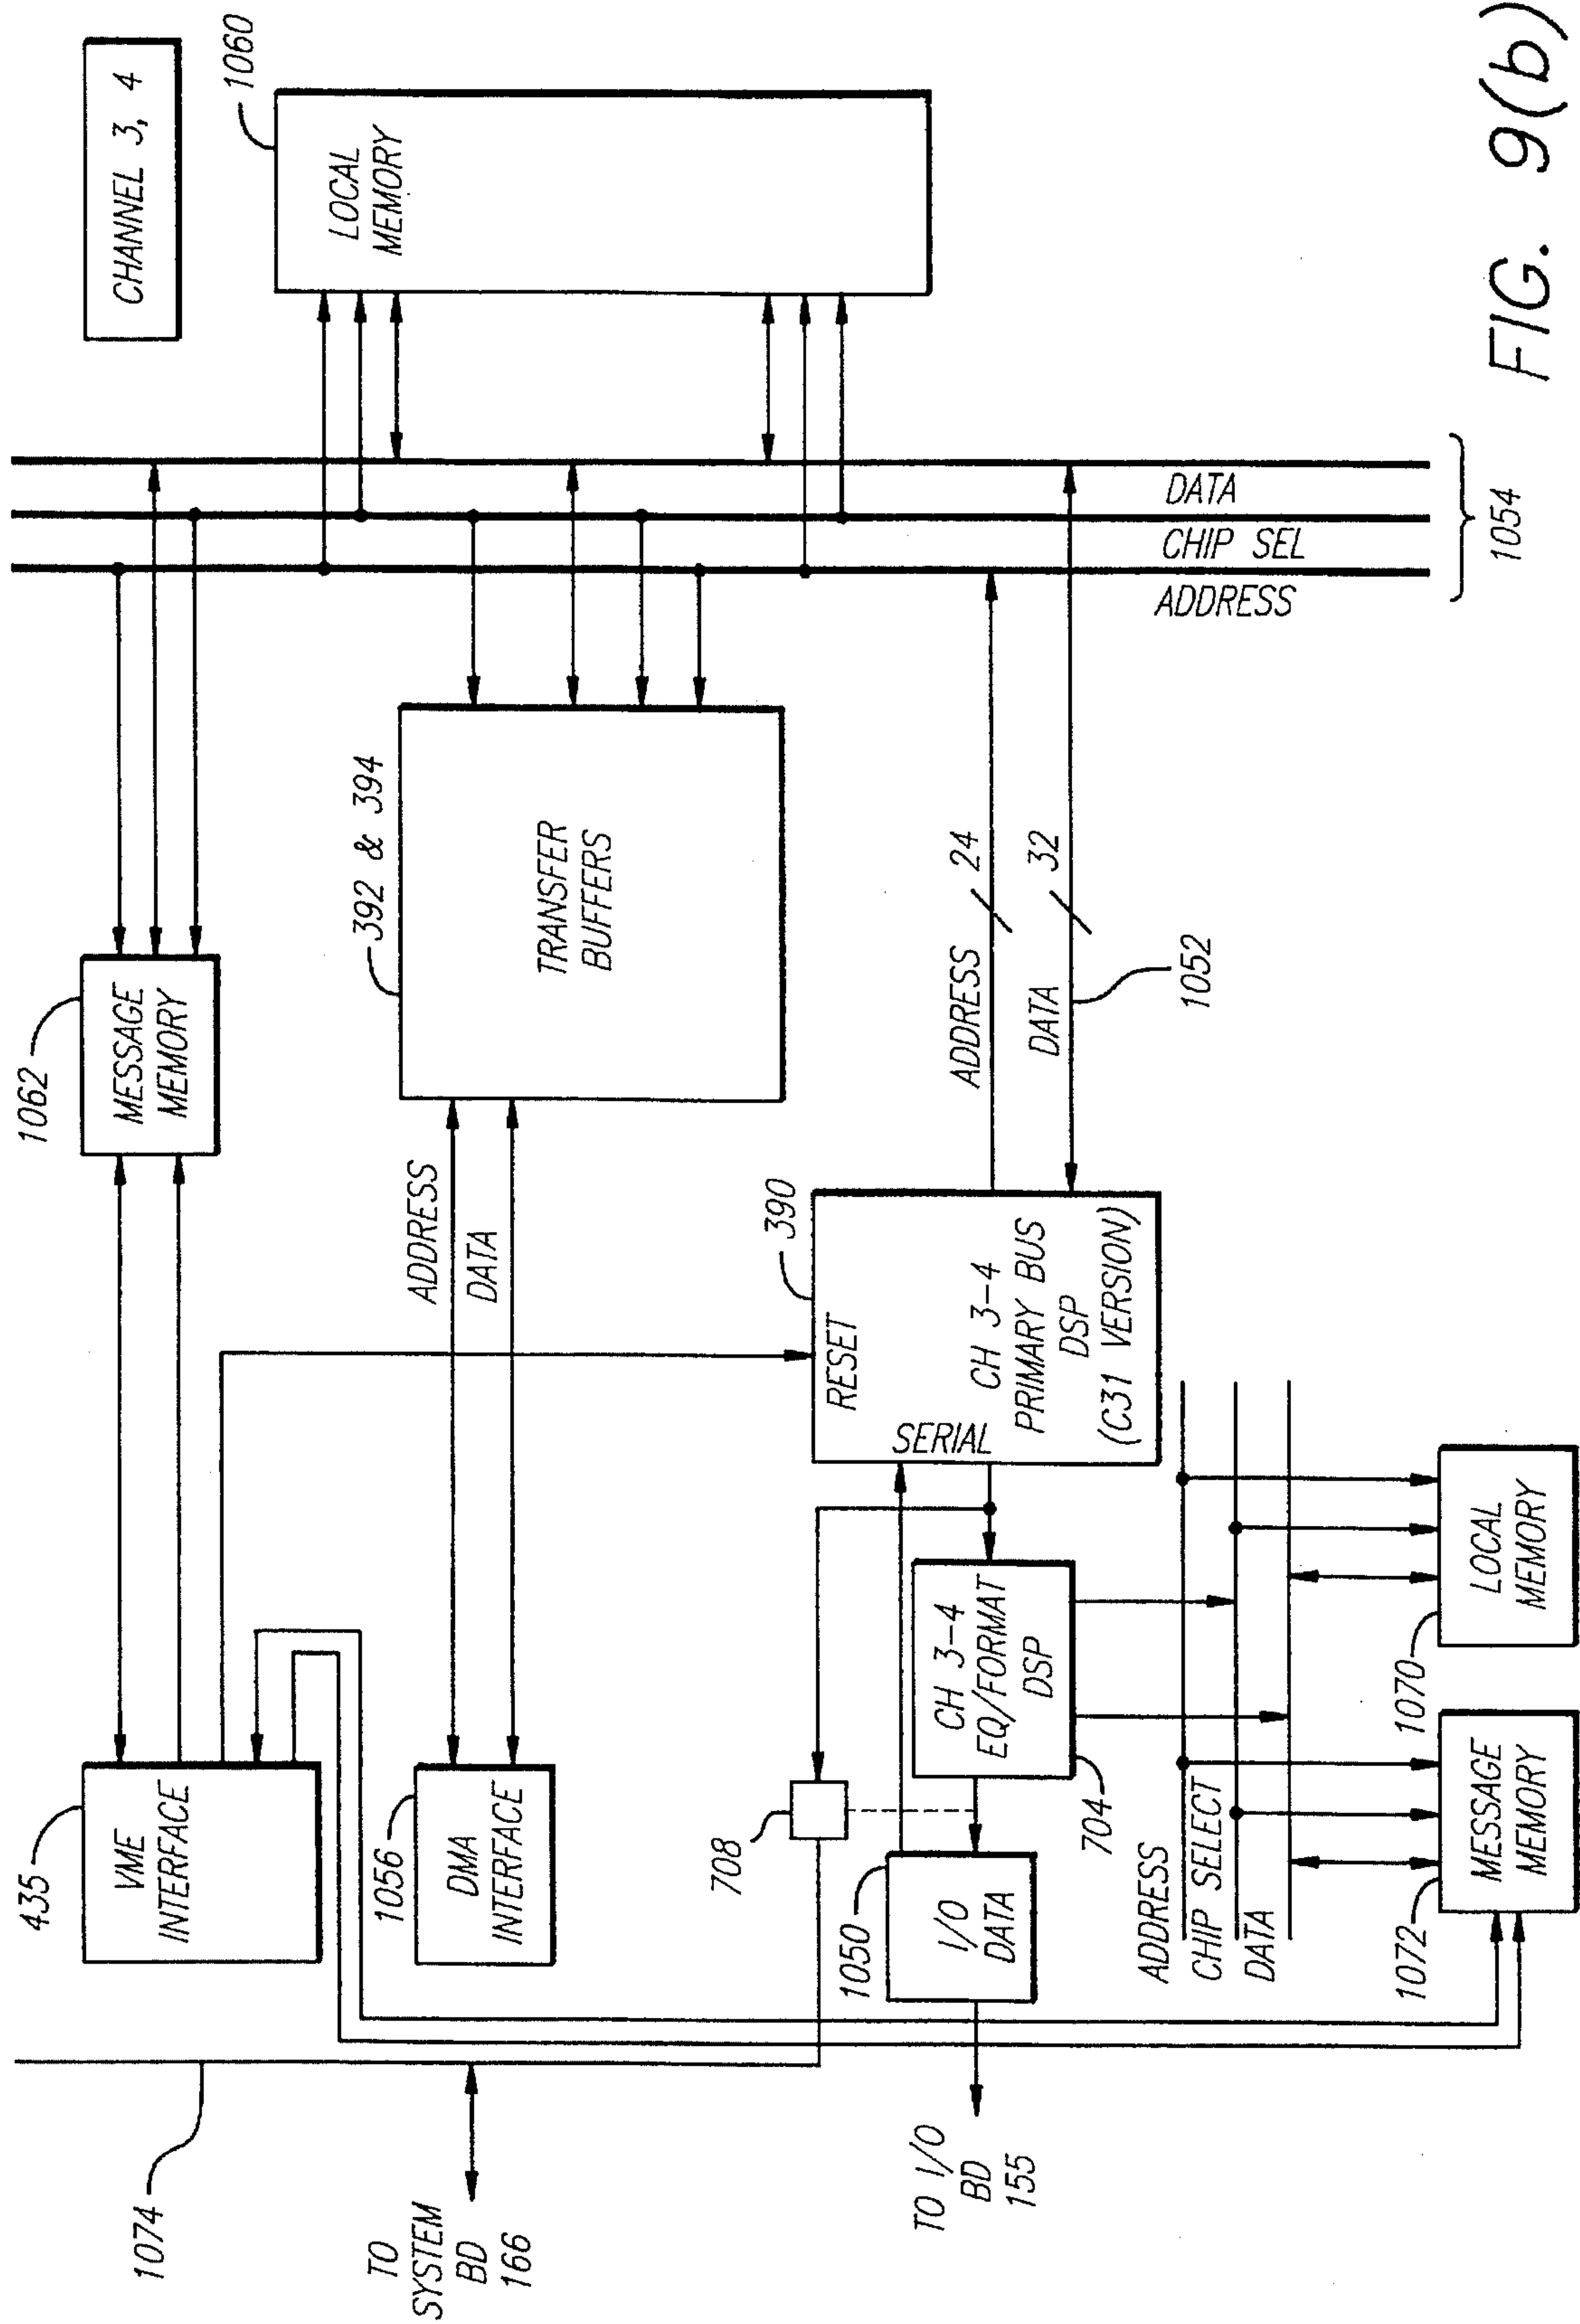 CHANNEL 3, 4
1060
LOCAL
MEMORY
1062
MESSAGE
MEMORY
435
VME
INTERFACE
392 & 394
TRANSFER
BUFFERS
ADDRESS
DATA
1056
DMA
INTERFACE
1074
TO
SYSTEM
BD
166
DATA
CHIP SEL
ADDRESS
1054
ADDRESS
24
DATA
32
1052
390
RESET
SERIAL
CH 3-4
PRIMARY BUS
DSP
(C31 VERSION)
708
CH 3-4
EQ/FORMAT
DSP
704
1050
I/O
DATA
TO I/O
BD
155
ADDRESS
CHIP SELECT
DATA
1070
LOCAL
MEMORY
1072
MESSAGE
MEMORY
FIG. 9(b)